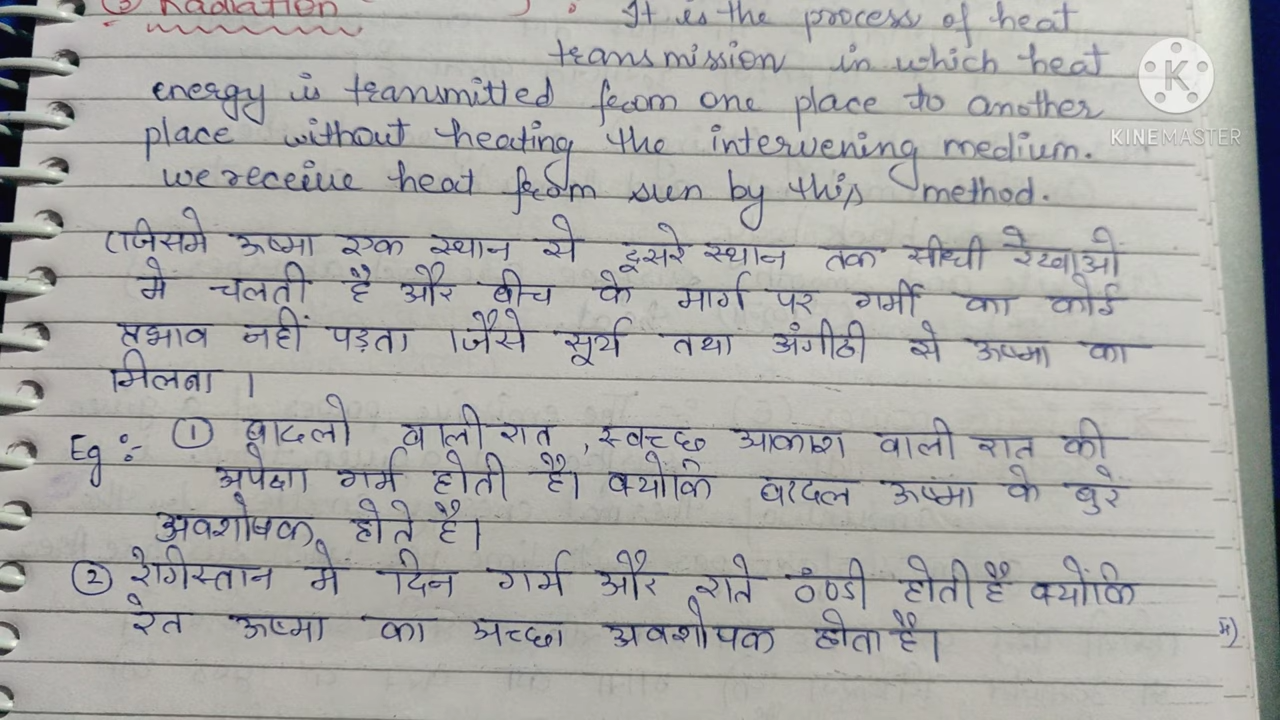 ③ Radiation : It is the process of heat
transmission in which heat
energy is transmitted from one place to another
place without heating the intervening medium.
we receive heat from sun by this method.
(जिसमे ऊष्मा एक स्थान से दूसरे स्थान तक सीधी रेखाओं
मे चलती है और बीच के मार्ग पर गर्मी का कोई
प्रभाव नहीं पड़ता। जैसे सूर्य तथा अंगीठी से ऊष्मा का
मिलना।
Eg :- ① बादलो वाली रात, स्वच्छ आकाश वाली रात की
अपेक्षा गर्म होती है। क्योकि बादल ऊष्मा के बुरे
अवशोषक होते है।
② रेगिस्तान मे दिन गर्म और राते ठण्डी होती है क्योंकि
रेत ऊष्मा का अच्छा अवशोषक होता है।
K
KINEMASTER